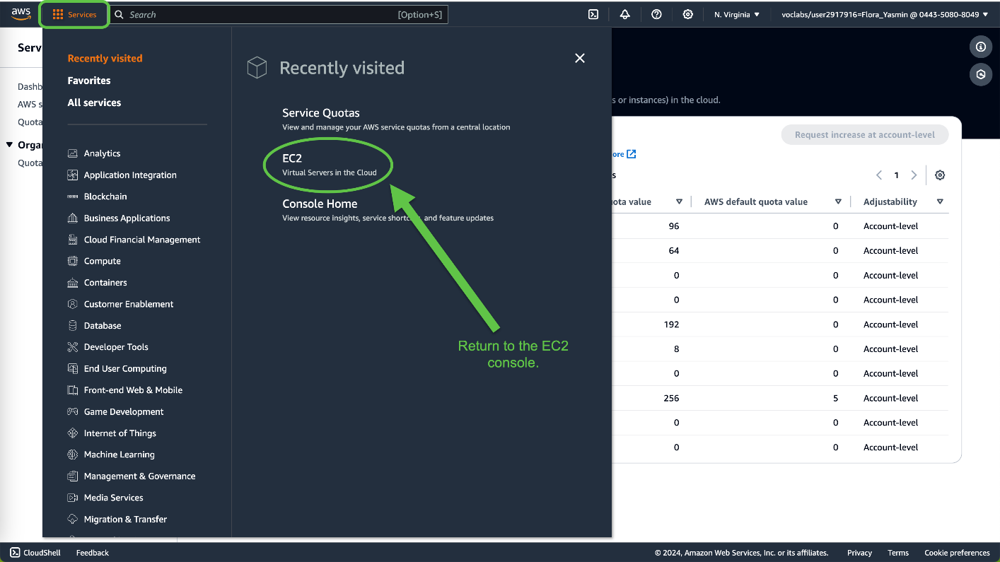 aws
Services
Search
[Option+S]
N. Virginia
voclabs/user2917916=Flora_Yasmin @ 0443-5080-8049
Serv
Dashb
AWS s
Quota
Organ
Quota
Recently visited
Favorites
All services
Analytics
Application Integration
Blockchain
Business Applications
Cloud Financial Management
Compute
Containers
Customer Enablement
Database
Developer Tools
End User Computing
Front-end Web & Mobile
Game Development
Internet of Things
Machine Learning
Management & Governance
Media Services
Migration & Transfer
Recently visited
Service Quotas
View and manage your AWS service quotas from a central location
EC2
Virtual Servers in the Cloud
Console Home
View resource insights, service shortcuts, and feature updates
Return to the EC2
console.
s or instances) in the cloud.
Request increase at account-level
ore
s
1
ota value AWS default quota value Adjustability
96 0 Account-level
64 0 Account-level
0 0 Account-level
0 0 Account-level
192 0 Account-level
8 0 Account-level
0 0 Account-level
256 5 Account-level
0 0 Account-level
0 0 Account-level
CloudShell Feedback
© 2024, Amazon Web Services, Inc. or its affiliates. Privacy Terms Cookie preferences